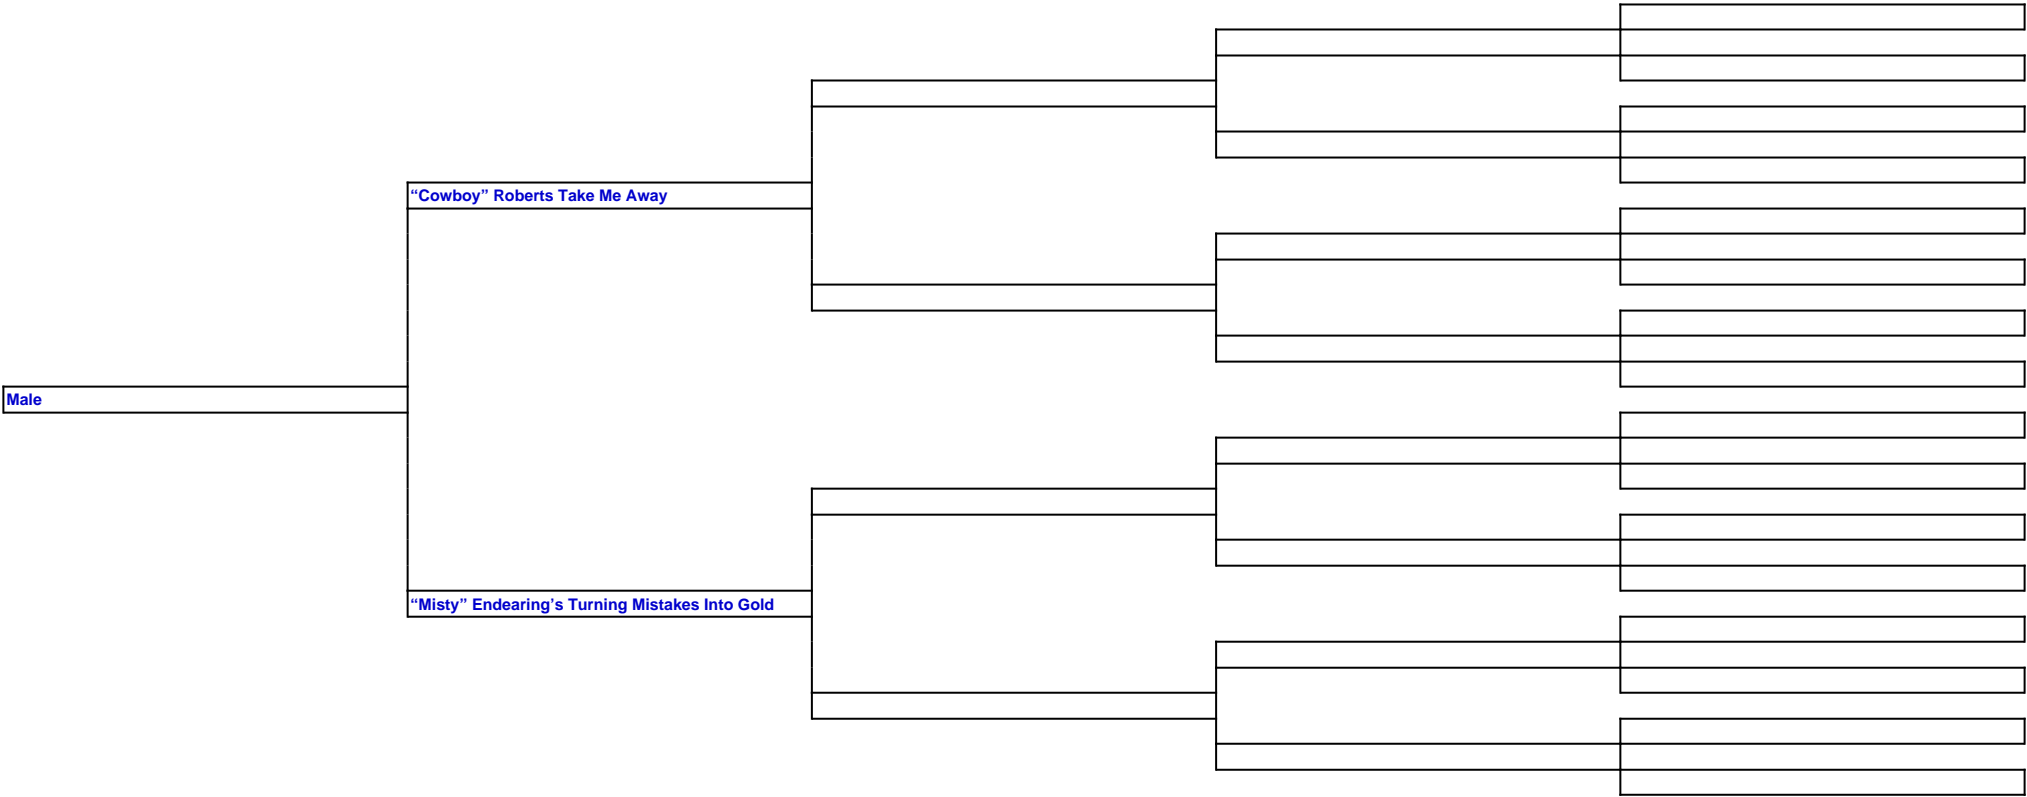 “Cowboy” Roberts Take Me Away
Male
“Misty” Endearing’s Turning Mistakes Into Gold